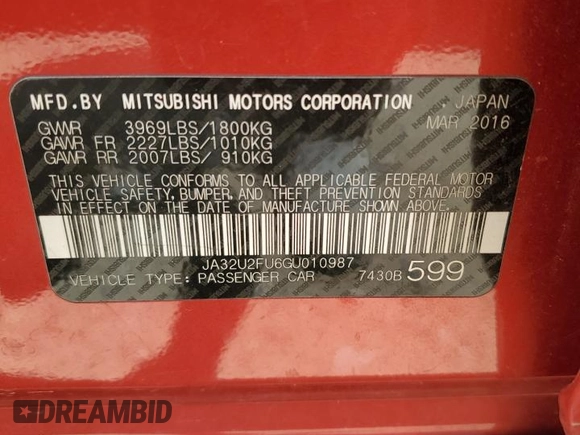 MFD.BY MITSUBISHI MOTORS CORPORATION JAPAN
GVWR 3969LBS/1800KG MAR 2016
GAWR FR 2227LBS/1010KG
GAWR RR 2007LBS/ 910KG
THIS VEHICLE CONFORMS TO ALL APPLICABLE FEDERAL MOTOR
VEHICLE SAFETY, BUMPER, AND THEFT PREVENTION STANDARDS
IN EFFECT ON THE DATE OF MANUFACTURE SHOWN ABOVE.
JA32U2FU6GU010987
VEHICLE TYPE: PASSENGER CAR 7430B 599
DREAMBID